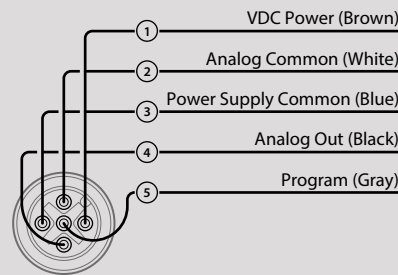 1 VDC Power (Brown)
2 Analog Common (White)
3 Power Supply Common (Blue)
4 Analog Out (Black)
5 Program (Gray)